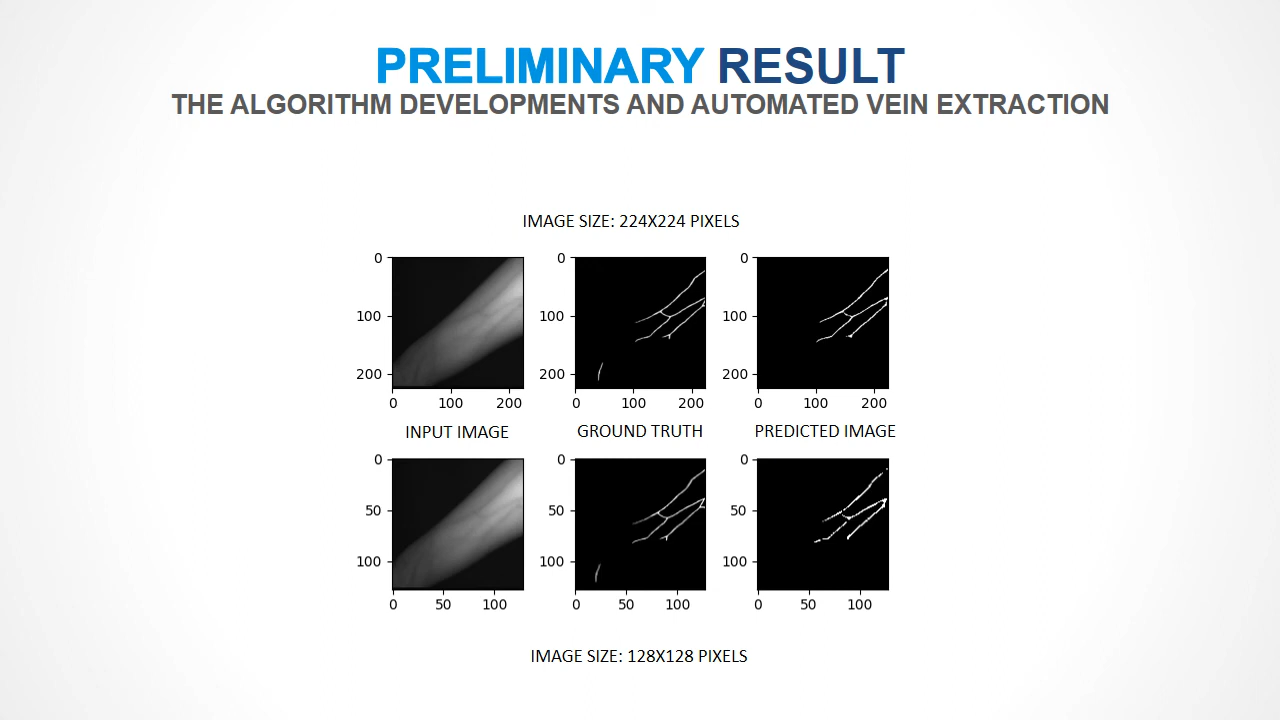 PRELIMINARY RESULT
THE ALGORITHM DEVELOPMENTS AND AUTOMATED VEIN EXTRACTION
IMAGE SIZE: 224X224 PIXELS
0 0 0
100 100 100
200 200 200
0 100 200 0 100 200 0 100 200
INPUT IMAGE GROUND TRUTH PREDICTED IMAGE
0 0 0
50 50 50
100 100 100
0 50 100 0 50 100 0 50 100
IMAGE SIZE: 128X128 PIXELS